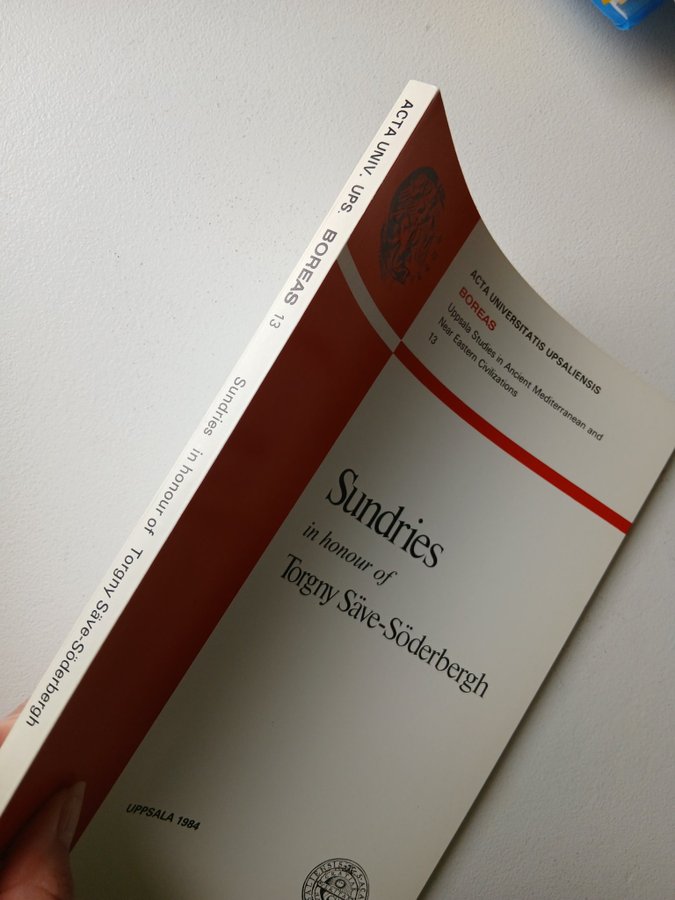 ACTA UNIV. UPS. BOREAS 13 Sundries in honour of Torgny Säve-Söderbergh
ACTA UNIVERSITATIS UPSALIENSIS
BOREAS
Uppsala Studies in Ancient Mediterranean and
Near Eastern Civilizations
13
Sundries
in honour of
Torgny Säve-Söderbergh
UPPSALA 1984